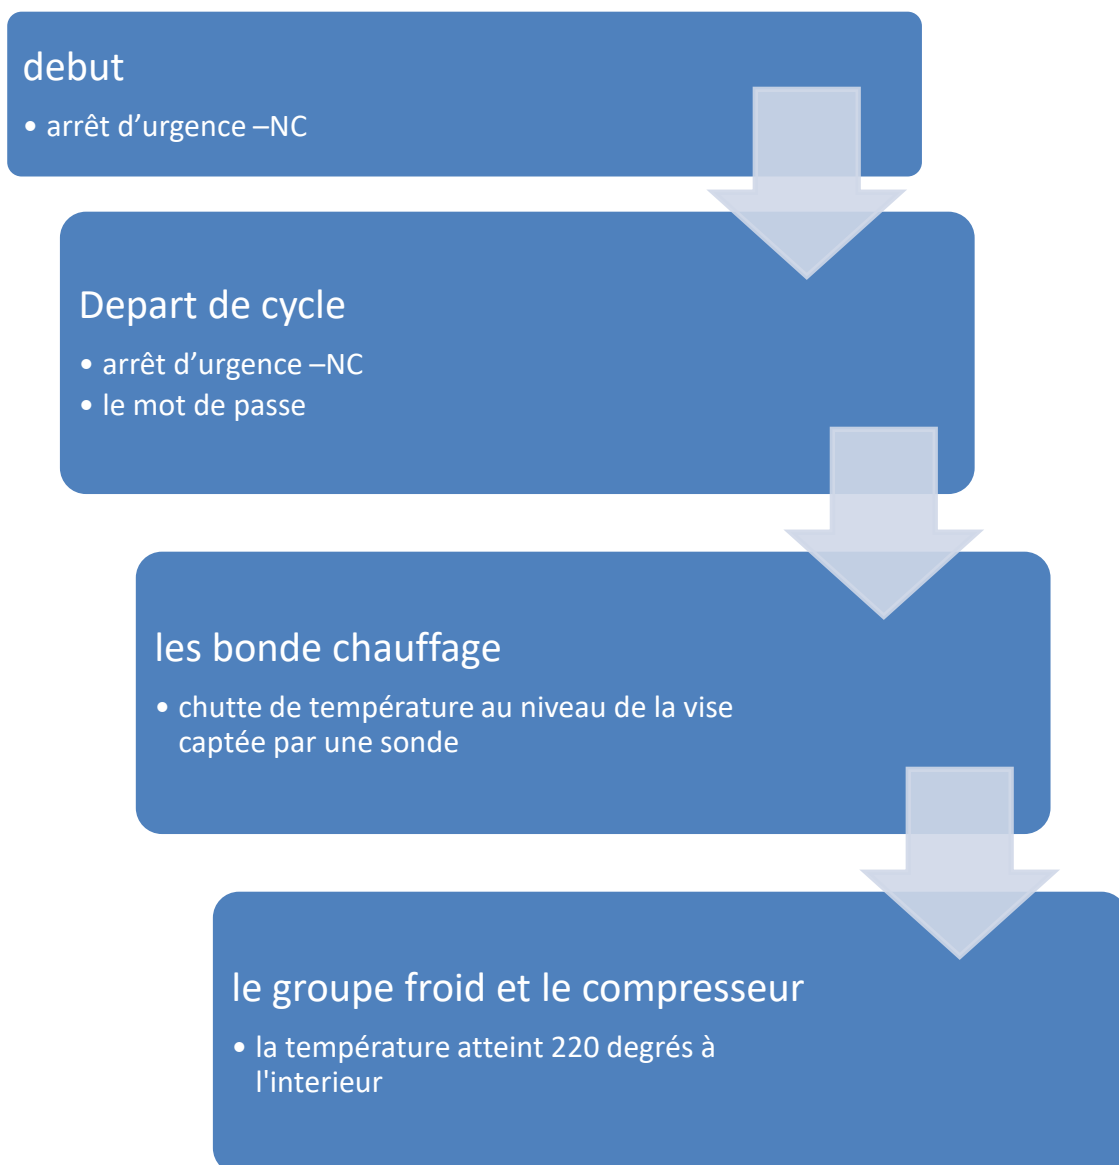 debut
• arrêt d’urgence –NC
Depart de cycle
• arrêt d’urgence –NC
• le mot de passe
les bonde chauffage
• chutte de température au niveau de la vise
captée par une sonde
le groupe froid et le compresseur
• la température atteint 220 degrés à
l'interieur